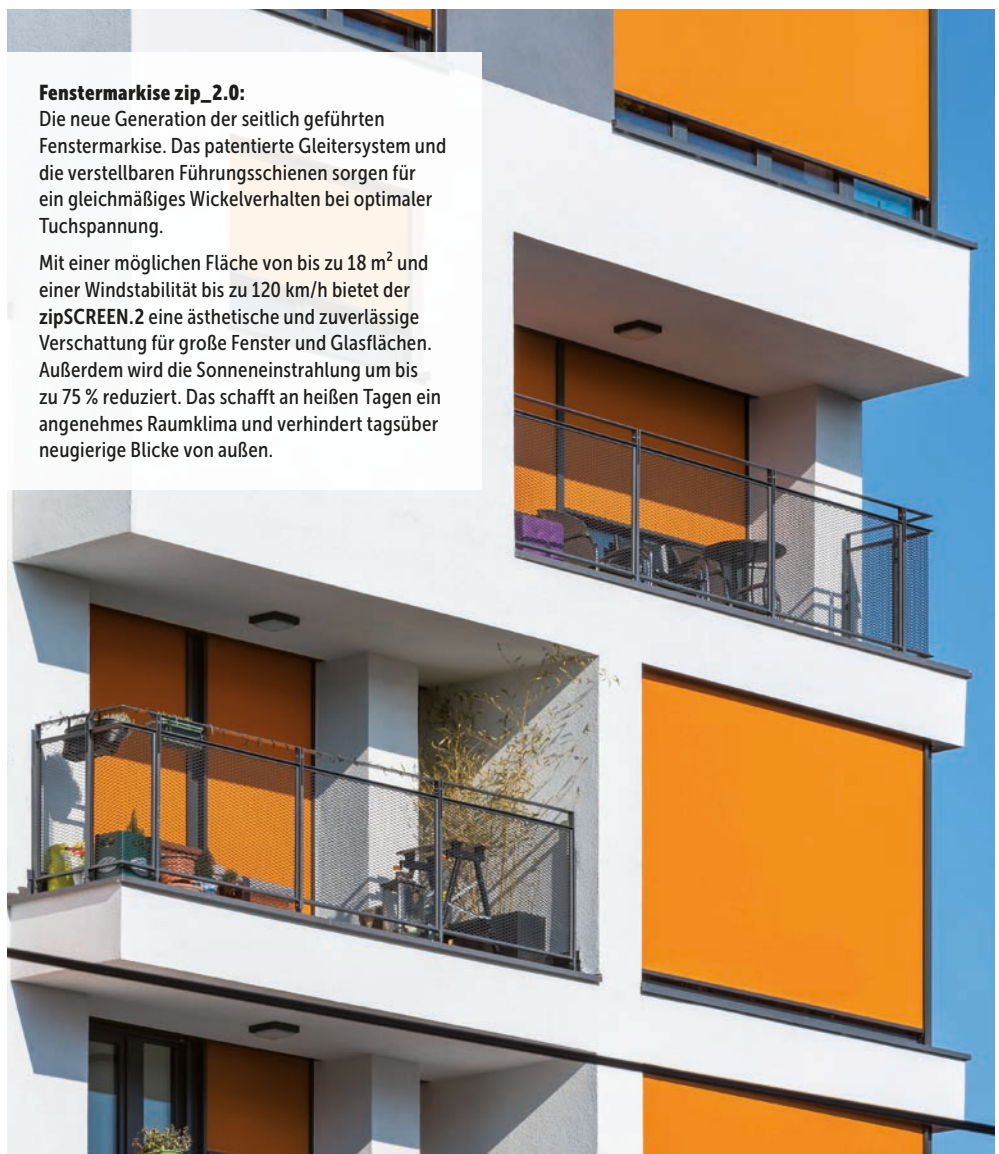 Fenstermarkise zip_2.0:
Die neue Generation der seitlich geführten
Fenstermarkise. Das patentierte Gleitersystem und
die verstellbaren Führungsschienen sorgen für
ein gleichmäßiges Wickelverhalten bei optimaler
Tuchspannung.
Mit einer möglichen Fläche von bis zu 18 m² und
einer Windstabilität bis zu 120 km/h bietet der
zipSCREEN.2 eine ästhetische und zuverlässige
Verschattung für große Fenster und Glasflächen.
Außerdem wird die Sonneneinstrahlung um bis
zu 75 % reduziert. Das schafft an heißen Tagen ein
angenehmes Raumklima und verhindert tagsüber
neugierige Blicke von außen.